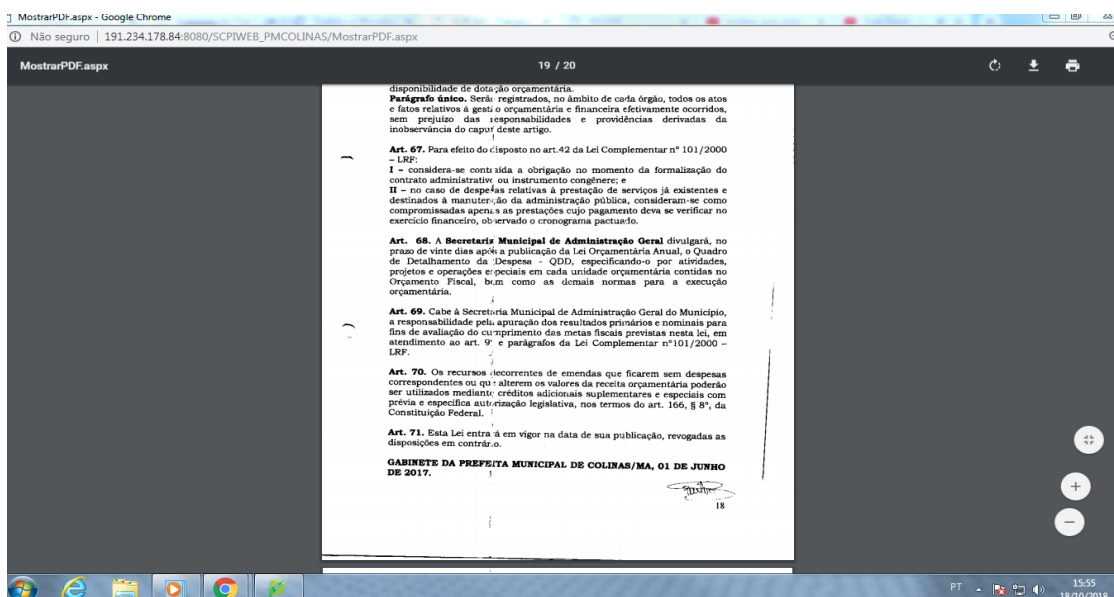 MostrarPDF.aspx - Google Chrome
Não seguro | 191.234.178.84:8080/SCPIWEB_PMCOLINAS/MostrarPDF.aspx
MostrarPDF.aspx 19 / 20
disponibilidade de dotação orçamentária.
Parágrafo único. Serão registrados, no âmbito de cada órgão, todos os atos
e fatos relativos à gestão orçamentária e financeira efetivamente ocorridos,
sem prejuízo das responsabilidades e providências derivadas da
inobservância do caput deste artigo.
Art. 67. Para efeito do disposto no art.42 da Lei Complementar nº 101/2000
– LRF:
I – considera-se contraída a obrigação no momento da formalização do
contrato administrativo ou instrumento congênere; e
II – no caso de despesas relativas à prestação de serviços já existentes e
destinados à manutenção da administração pública, consideram-se como
compromissadas apenas as prestações cujo pagamento deva se verificar no
exercício financeiro, observado o cronograma pactuado.
Art. 68. A Secretaria Municipal de Administração Geral divulgará, no
prazo de vinte dias após a publicação da Lei Orçamentária Anual, o Quadro
de Detalhamento da Despesa - QDD, especificando-o por atividades,
projetos e operações especiais em cada unidade orçamentária contidas no
Orçamento Fiscal, bem como as demais normas para a execução
orçamentária.
Art. 69. Cabe à Secretaria Municipal de Administração Geral do Município,
a responsabilidade pela apuração dos resultados primários e nominais para
fins de avaliação do cumprimento das metas fiscais previstas nesta lei, em
atendimento ao art. 9º e parágrafos da Lei Complementar nº101/2000 –
LRF.
Art. 70. Os recursos decorrentes de emendas que ficarem sem despesas
correspondentes ou que alterem os valores da receita orçamentária poderão
ser utilizados mediante créditos adicionais suplementares e especiais com
prévia e específica autorização legislativa, nos termos do art. 166, § 8º, da
Constituição Federal.
Art. 71. Esta Lei entrará em vigor na data de sua publicação, revogadas as
disposições em contrário.
GABINETE DA PREFEITA MUNICIPAL DE COLINAS/MA, 01 DE JUNHO
DE 2017.
18
PT 15:55
18/10/2018